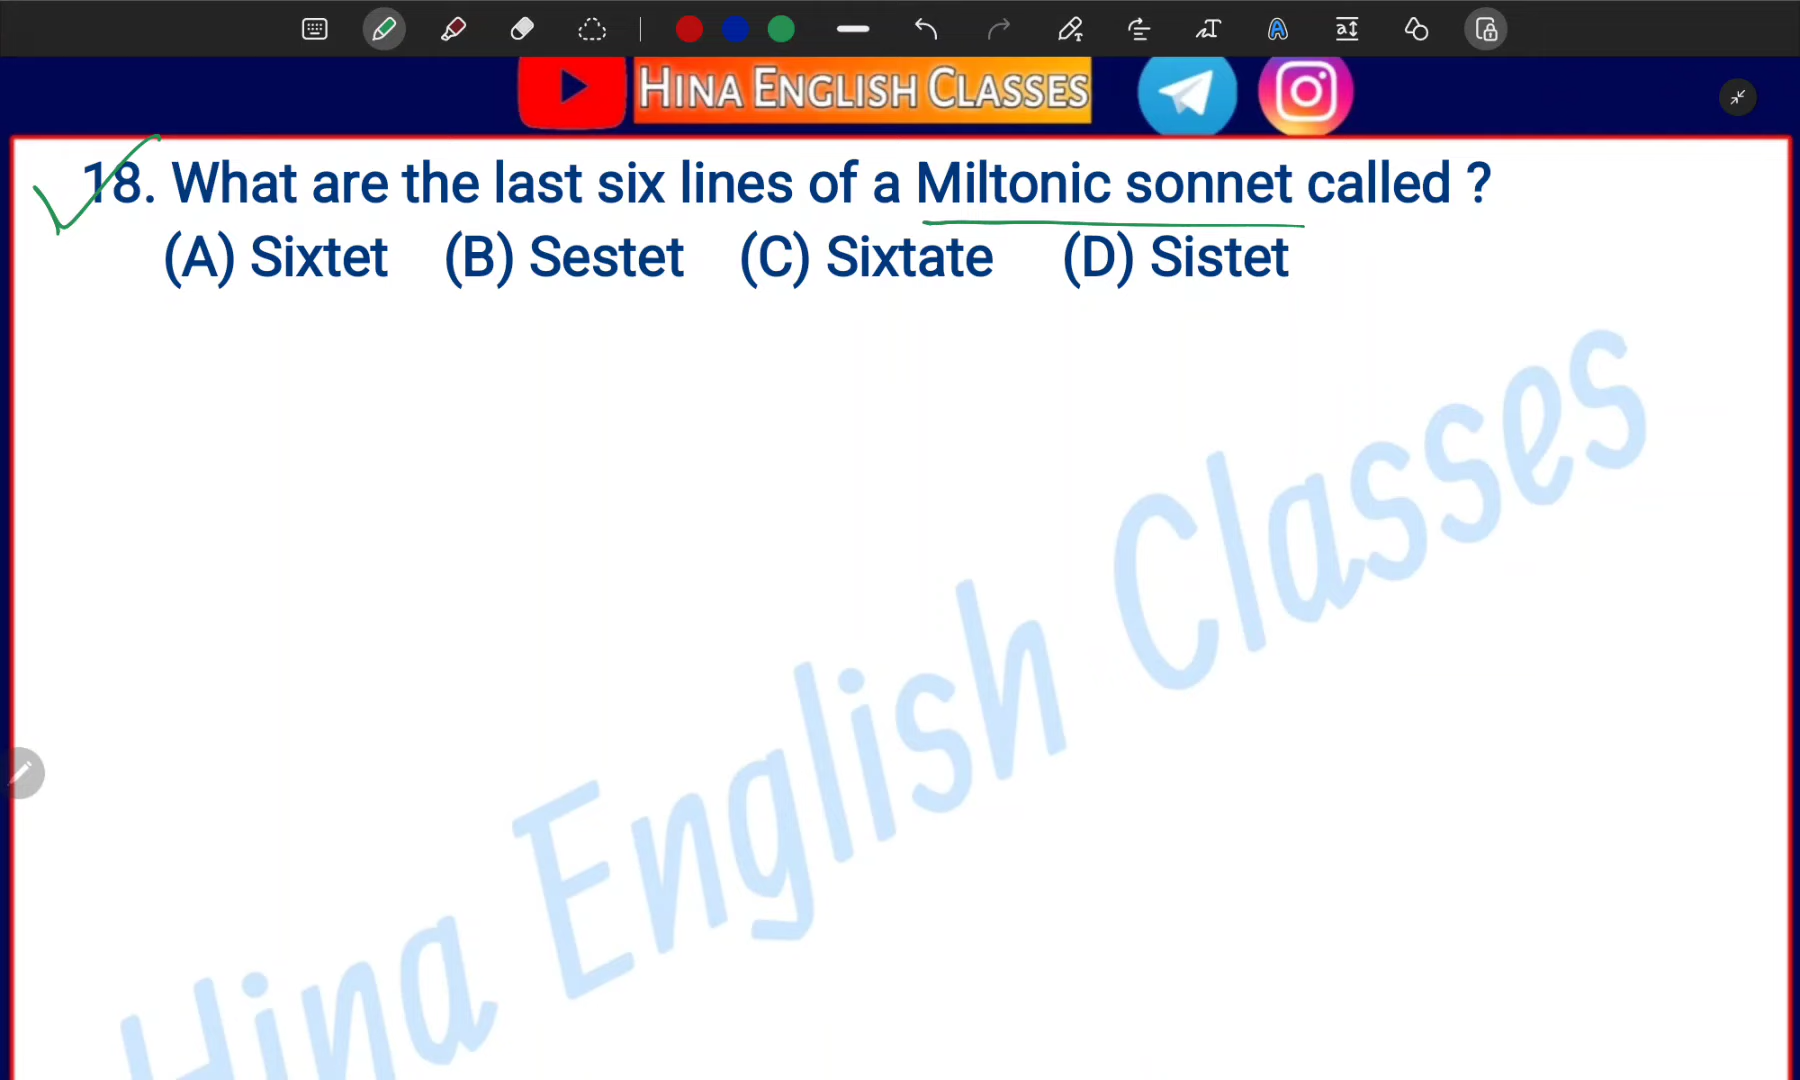 HINA ENGLISH CLASSES
18. What are the last six lines of a Miltonic sonnet called ?
(A) Sixtet (B) Sestet (C) Sixtate (D) Sistet
Hina English Classes